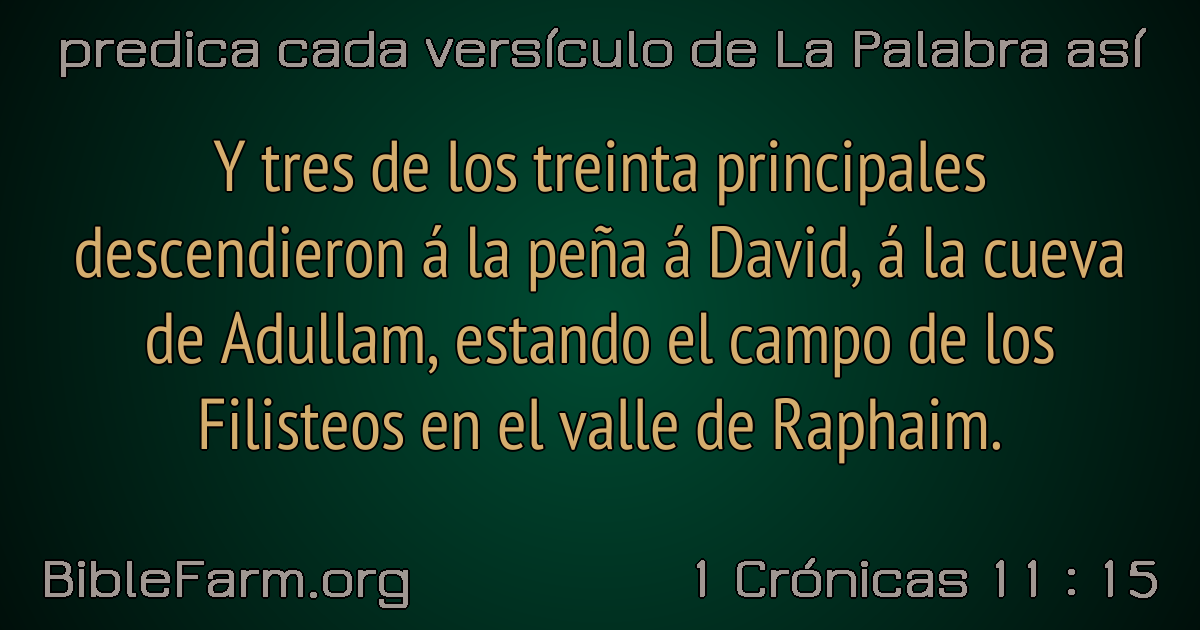 predica cada versículo de La Palabra así
Y tres de los treinta principales
descendieron á la peña á David, á la cueva
de Adullam, estando el campo de los
Filisteos en el valle de Raphaim.
BibleFarm.org
1 Crónicas 11 : 15